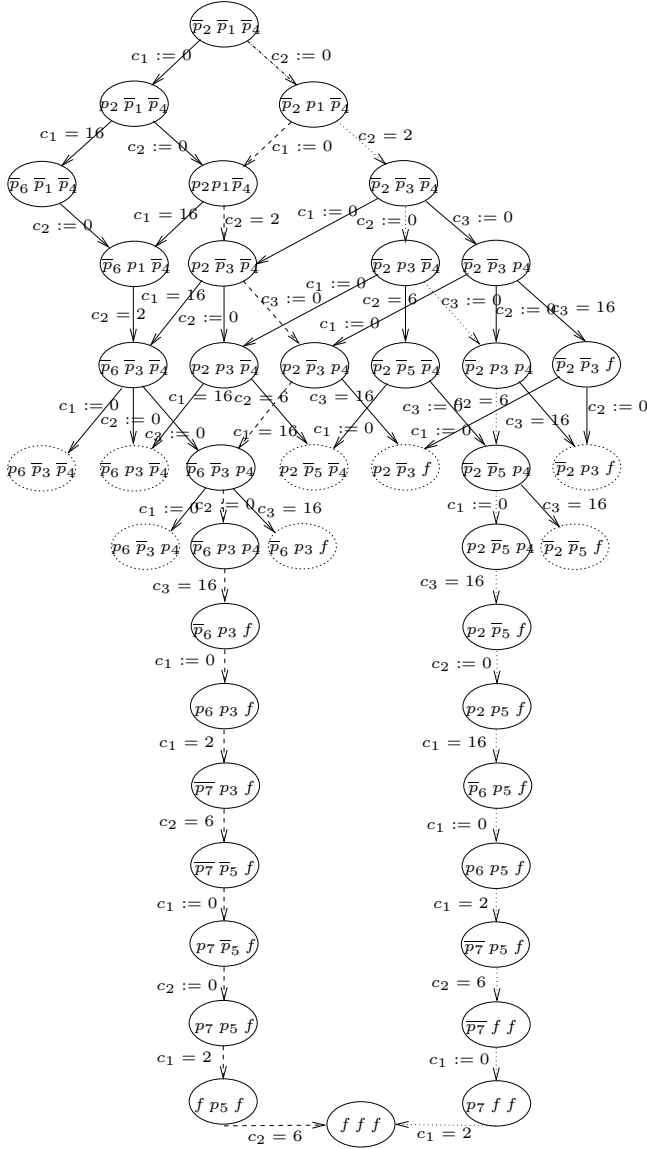 p̅₂ p̅₁ p̅₄
c₁ := 0
c₂ := 0
p₂ p̅₁ p̅₄
p̅₂ p₁ p̅₄
c₁ = 16
c₂ := 0
c₁ := 0
c₂ = 2
p̅₆ p̅₁ p̅₄
p₂p₁p̅₄
p̅₂ p̅₃ p̅₄
c₂ := 0
c₁ = 16
c₂ = 2
c₁ := 0
c₂ := 0
c₃ := 0
p̅₆ p₁ p̅₄
p₂ p̅₃ p̅₄
p̅₂ p₃ p̅₄
p̅₂ p̅₃ p₄
c₂ = 2
c₁ = 16
c₂ := 0
c₃ := 0
c₁ := 0
c₂ = 6
c₃ := 0
c₁ := 0
c₂ := 0
c₃ = 16
p̅₆ p̅₃ p̅₄
p₂ p₃ p̅₄
p₂ p̅₃ p₄
p̅₂ p̅₅ p̅₄
p̅₂ p₃ p₄
p̅₂ p̅₃ f
c₁ := 0
c₂ := 0
c₃ := 0
c₁ = 16
c₂ = 6
c₁ = 16
c₃ = 16
c₁ := 0
c₃ := 0
c₂ = 6
c₃ = 16
c₁ := 0
c₂ := 0
p₆ p̅₃ p̅₄
p̅₆ p₃ p̅₄
p̅₆ p̅₃ p₄
p₂ p̅₅ p̅₄
p₂ p̅₃ f
p̅₂ p̅₅ p₄
p̅₂ p₃ f
c₁ := 0
c₂ := 0
c₃ = 16
c₁ := 0
c₃ = 16
p₆ p̅₃ p₄
p̅₆ p₃ p₄
p̅₆ p₃ f
p₂ p̅₅ p₄
p̅₂ p̅₅ f
c₃ = 16
c₃ = 16
p̅₆ p₃ f
p₂ p̅₅ f
c₁ := 0
c₂ := 0
p₆ p₃ f
p₂ p₅ f
c₁ = 2
c₁ = 16
p̅₇ p₃ f
p̅₆ p₅ f
c₂ = 6
c₁ := 0
p̅₇ p̅₅ f
p₆ p₅ f
c₁ := 0
c₁ = 2
p₇ p̅₅ f
p̅₇ p₅ f
c₂ := 0
c₂ = 6
p₇ p₅ f
p̅₇ f f
c₁ = 2
c₁ := 0
f p₅ f
p₇ f f
f f f
c₂ = 6
c₁ = 2